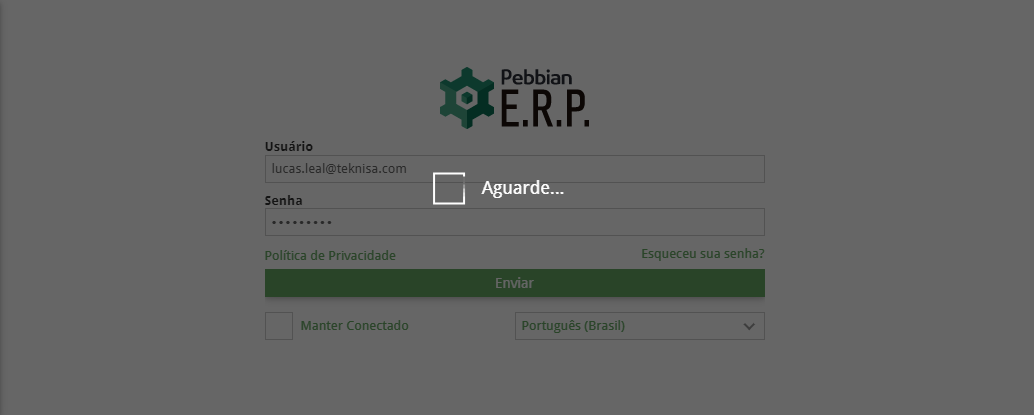 Pebbian
E.R.P.
Usuário
lucas.leal@teknisa.com
Aguarde...
Senha
•••••••••
Política de Privacidade
Esqueceu sua senha?
Enviar
Manter Conectado
Português (Brasil)